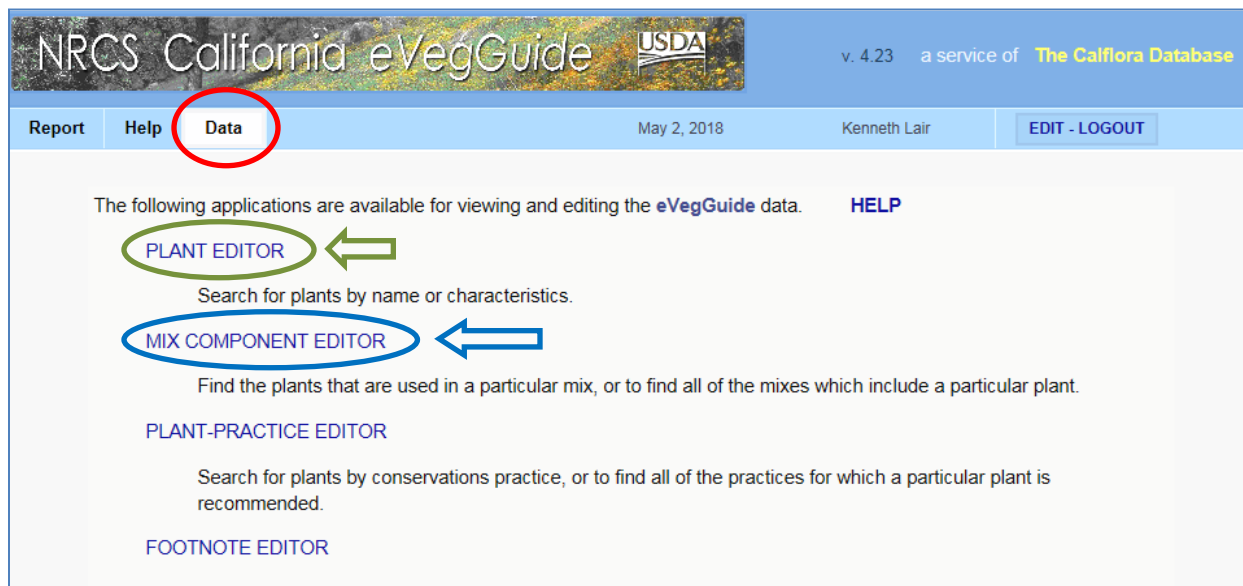 NRCS California eVegGuide USDA v. 4.23 a service of The Calflora Database
Report Help Data May 2, 2018 Kenneth Lair EDIT - LOGOUT
The following applications are available for viewing and editing the eVegGuide data. HELP
PLANT EDITOR
Search for plants by name or characteristics.
MIX COMPONENT EDITOR
Find the plants that are used in a particular mix, or to find all of the mixes which include a particular plant.
PLANT-PRACTICE EDITOR
Search for plants by conservations practice, or to find all of the practices for which a particular plant is
recommended.
FOOTNOTE EDITOR